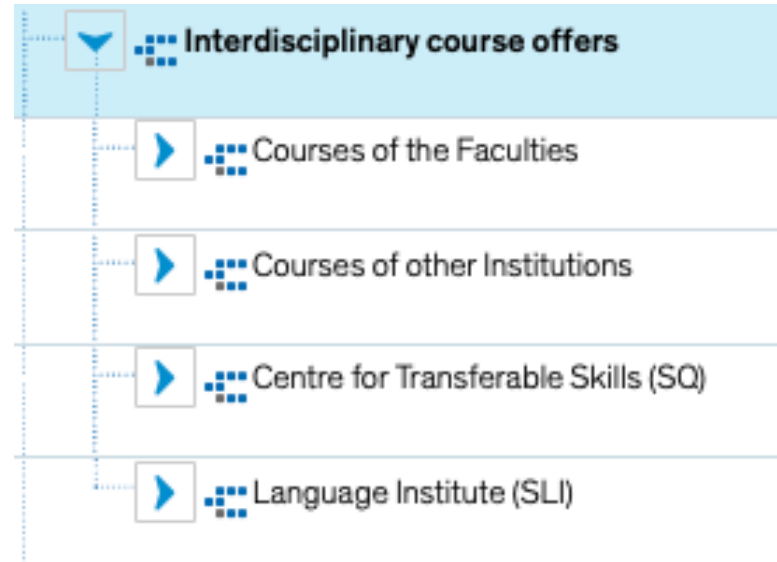 Interdisciplinary course offers
Courses of the Faculties
Courses of other Institutions
Centre for Transferable Skills (SQ)
Language Institute (SLI)